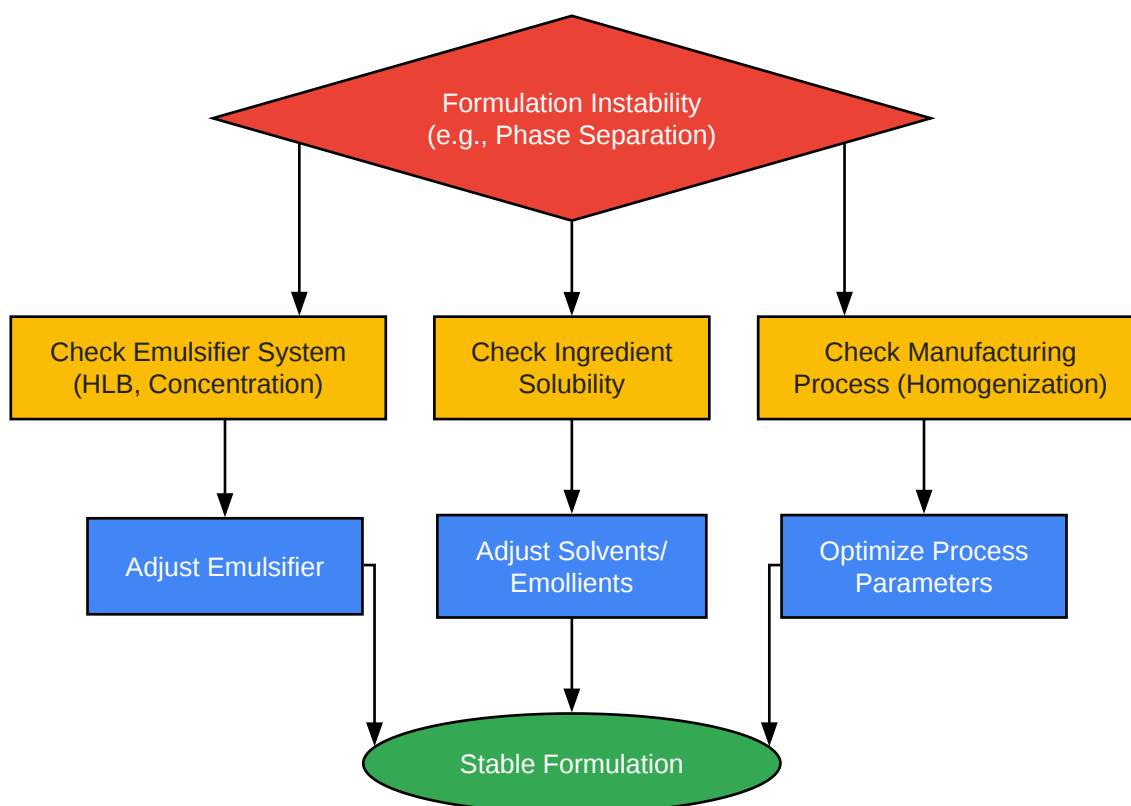 Formulation Instability
(e.g., Phase Separation)
Check Emulsifier System
(HLB, Concentration)
Check Ingredient
Solubility
Check Manufacturing
Process (Homogenization)
Adjust Emulsifier
Adjust Solvents/
Emollients
Optimize Process
Parameters
Stable Formulation